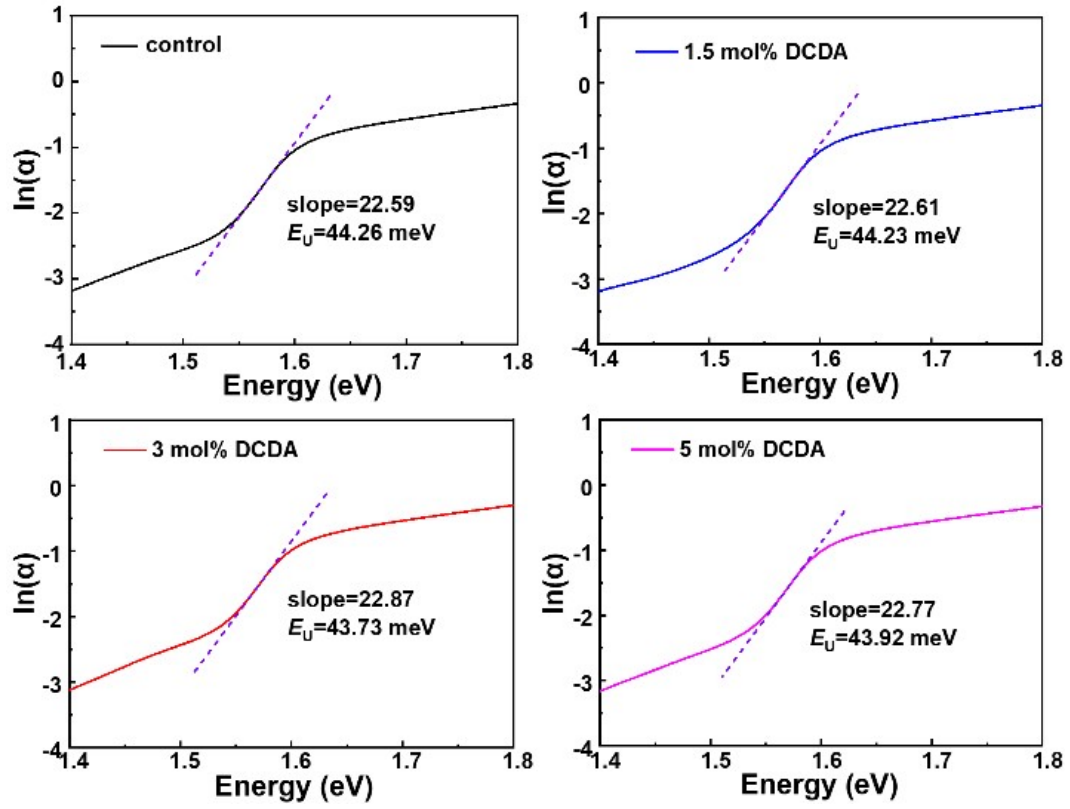 1
0
-1
-2
-3
-4
ln(α)
control
slope=22.59
E_U=44.26 meV
1.4 1.5 1.6 1.7 1.8
Energy (eV)
1
0
-1
-2
-3
-4
ln(α)
1.5 mol% DCDA
slope=22.61
E_U=44.23 meV
1.4 1.5 1.6 1.7 1.8
Energy (eV)
1
0
-1
-2
-3
-4
ln(α)
3 mol% DCDA
slope=22.87
E_U=43.73 meV
1.4 1.5 1.6 1.7 1.8
Energy (eV)
1
0
-1
-2
-3
-4
ln(α)
5 mol% DCDA
slope=22.77
E_U=43.92 meV
1.4 1.5 1.6 1.7 1.8
Energy (eV)